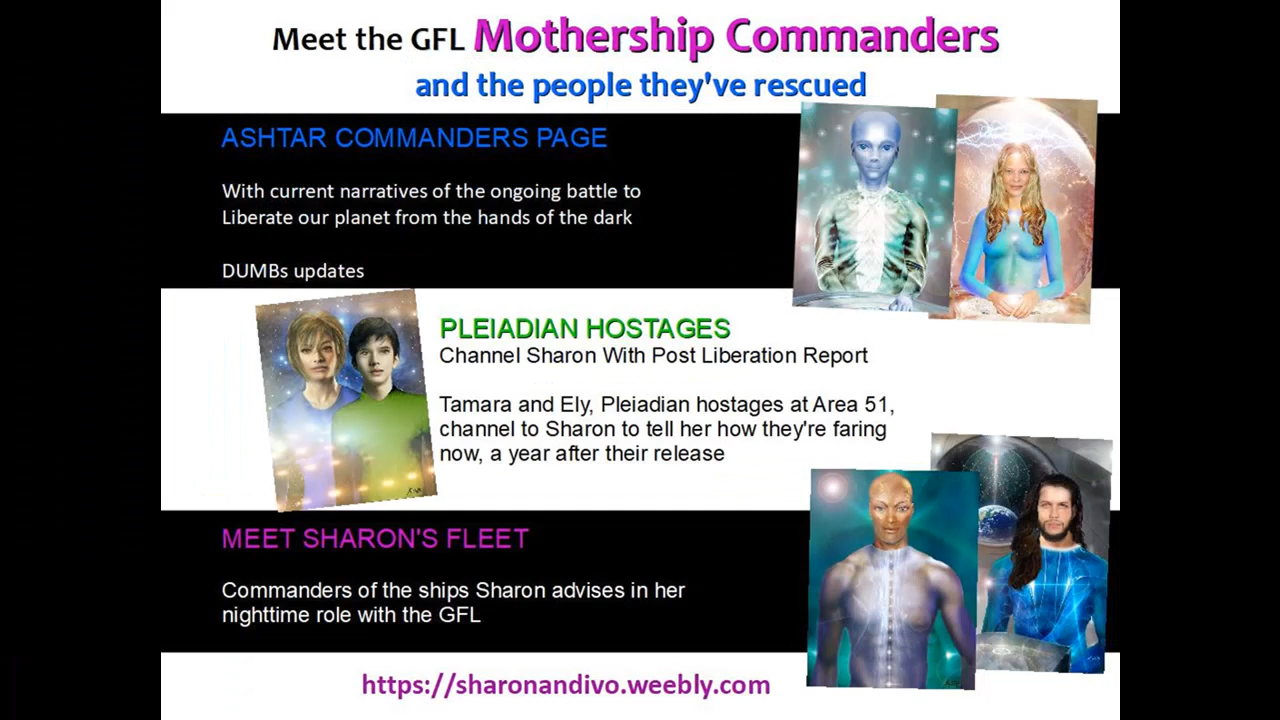 Meet the GFL Mothership Commanders
and the people they've rescued
ASHTAR COMMANDERS PAGE
With current narratives of the ongoing battle to
Liberate our planet from the hands of the dark
DUMBs updates
PLEIADIAN HOSTAGES
Channel Sharon With Post Liberation Report
Tamara and Ely, Pleiadian hostages at Area 51,
channel to Sharon to tell her how they're faring
now, a year after their release
MEET SHARON'S FLEET
Commanders of the ships Sharon advises in her
nighttime role with the GFL
https://sharonandivo.weebly.com